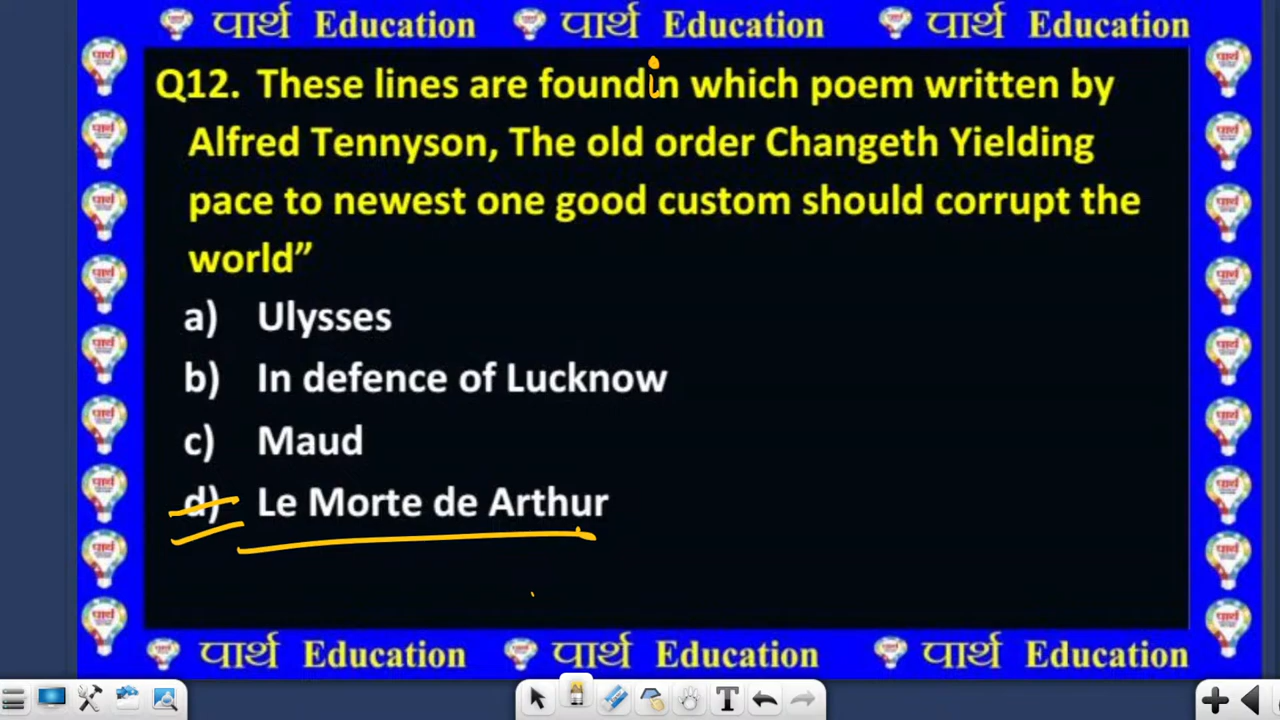 पार्थ Education पार्थ Education पार्थ Education
Q12. These lines are found in which poem written by
Alfred Tennyson, The old order Changeth Yielding
pace to newest one good custom should corrupt the
world”
a) Ulysses
b) In defence of Lucknow
c) Maud
d) Le Morte de Arthur
पार्थ Education पार्थ Education पार्थ Education
T